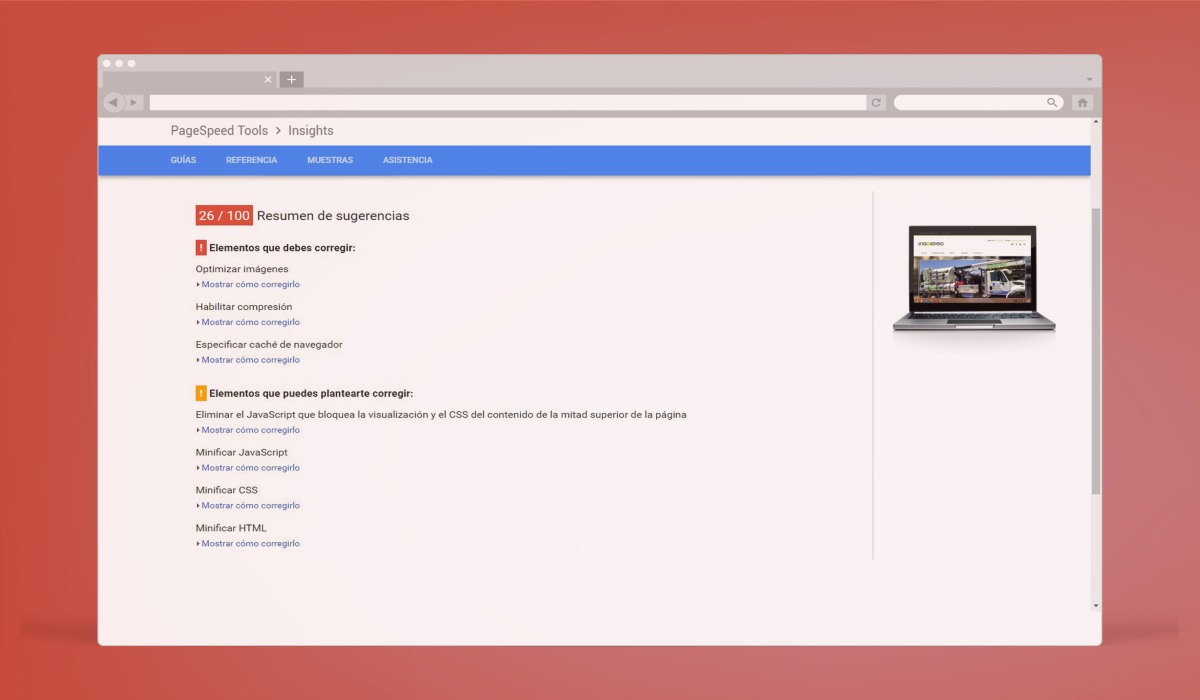 PageSpeed Tools > Insights
GUÍAS REFERENCIA MUESTRAS ASISTENCIA
26 / 100 Resumen de sugerencias
! Elementos que debes corregir:
Optimizar imágenes
Mostrar cómo corregirlo
Habilitar compresión
Mostrar cómo corregirlo
Especificar caché de navegador
Mostrar cómo corregirlo
! Elementos que puedes plantearte corregir:
Eliminar el JavaScript que bloquea la visualización y el CSS del contenido de la mitad superior de la página
Mostrar cómo corregirlo
Minificar JavaScript
Mostrar cómo corregirlo
Minificar CSS
Mostrar cómo corregirlo
Minificar HTML
Mostrar cómo corregirlo